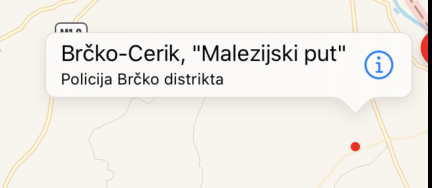 Brčko-Cerik, "Malezijski put"
Policija Brčko distrikta